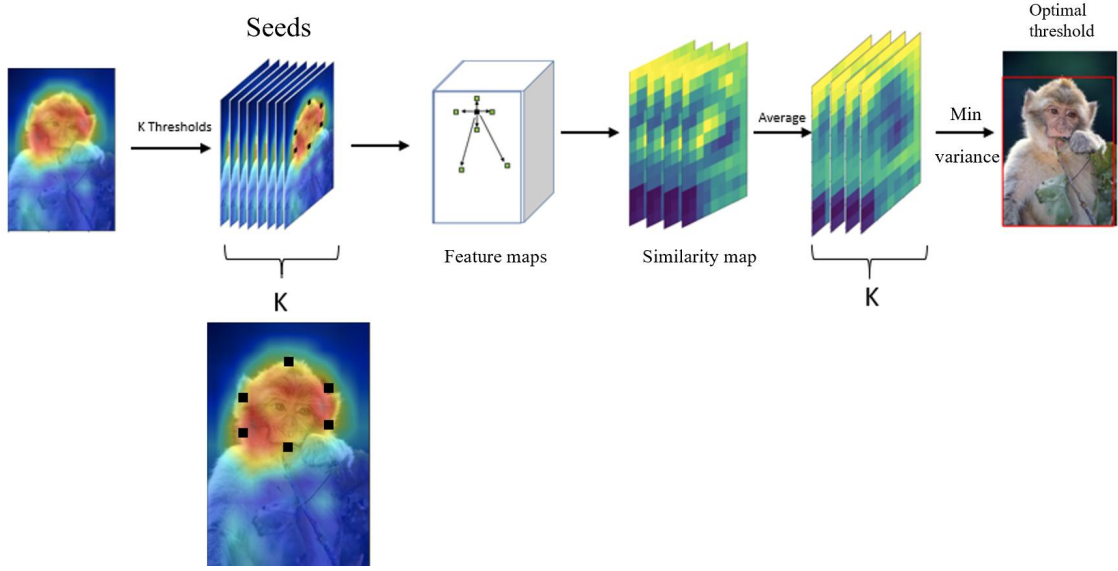 Seeds
Optimal
threshold
K Thresholds
Average
Min
variance
Feature maps
Similarity map
K
K